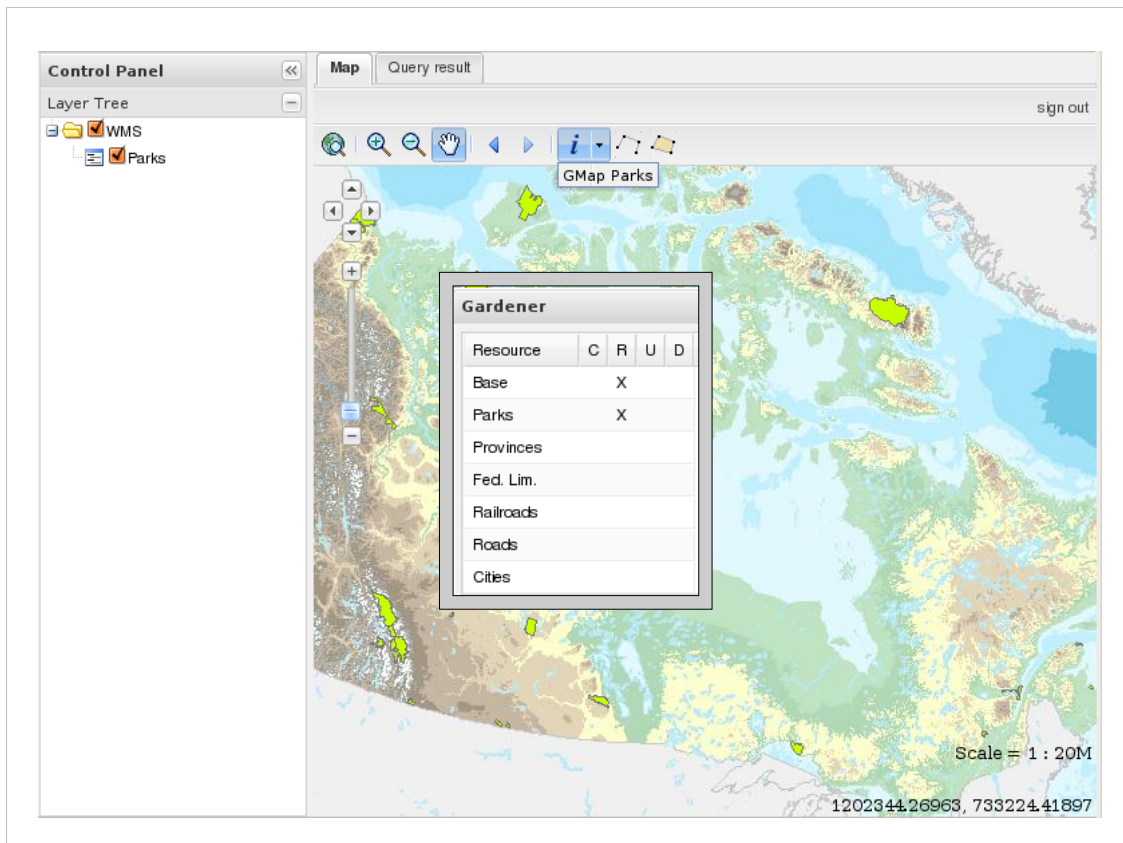 Control Panel
Map Query result
Layer Tree
sign out
WMS
Parks
i
GMap Parks
Gardener
Resource C R U D
Base X
Parks X
Provinces
Fed. Lim.
Railroads
Roads
Cities
Scale = 1 : 20M
1202344.26963, 733224.41897